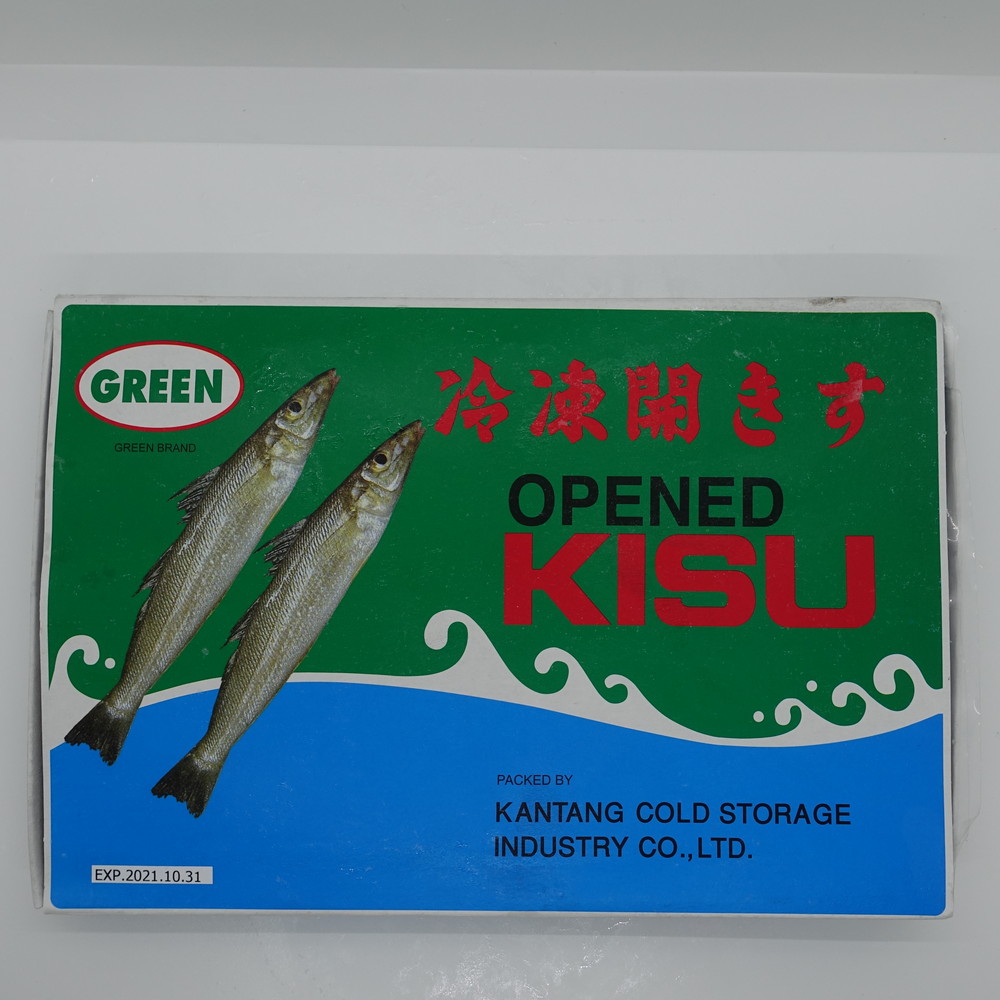 GREEN
GREEN BRAND
冷凍開きす
OPENED
KISU
PACKED BY
KANTANG COLD STORAGE
INDUSTRY CO.,LTD.
EXP.2021.10.31